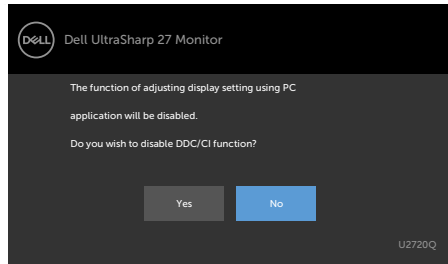 DELL
Dell UltraSharp 27 Monitor
The function of adjusting display setting using PC
application will be disabled.
Do you wish to disable DDC/CI function?
Yes
No
U2720Q